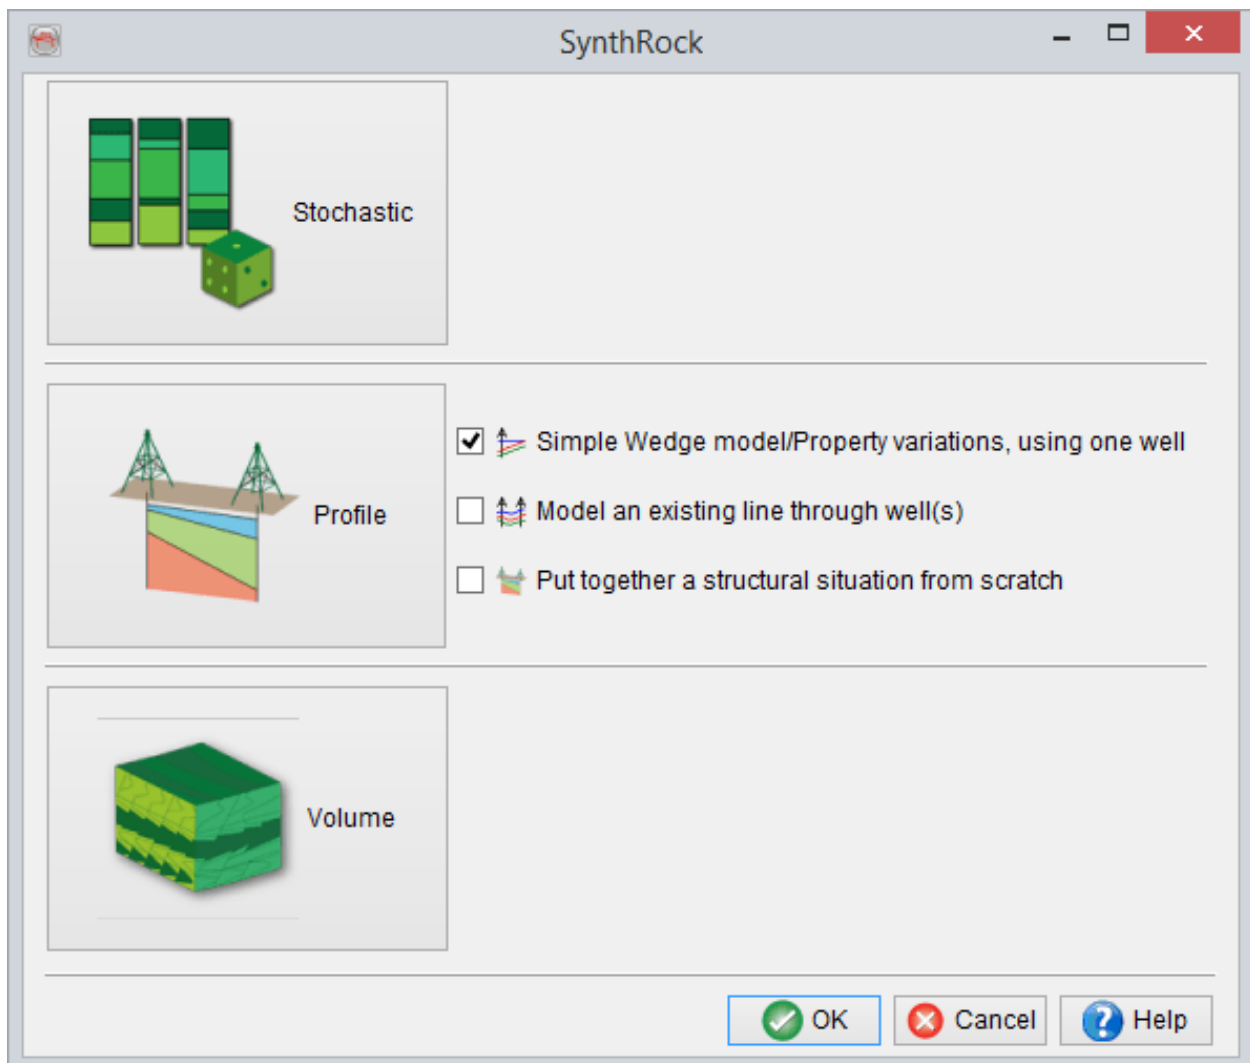 SynthRock
Stochastic
Profile
Simple Wedge model/Property variations, using one well
Model an existing line through well(s)
Put together a structural situation from scratch
Volume
OK
Cancel
Help